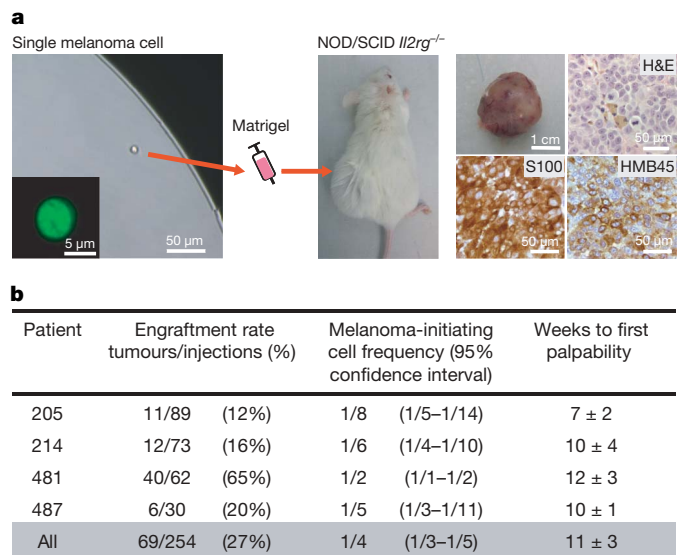 a
Single melanoma cell
NOD/SCID Il2rg–/–
Matrigel
5 μm
50 μm
1 cm
H&E
50 μm
S100
50 μm
HMB45
50 μm
b
Patient Engraftment rate tumours/injections (%) Melanoma-initiating cell frequency (95% confidence interval) Weeks to first palpability
205 11/89 (12%) 1/8 (1/5–1/14) 7 ± 2
214 12/73 (16%) 1/6 (1/4–1/10) 10 ± 4
481 40/62 (65%) 1/2 (1/1–1/2) 12 ± 3
487 6/30 (20%) 1/5 (1/3–1/11) 10 ± 1
All 69/254 (27%) 1/4 (1/3–1/5) 11 ± 3